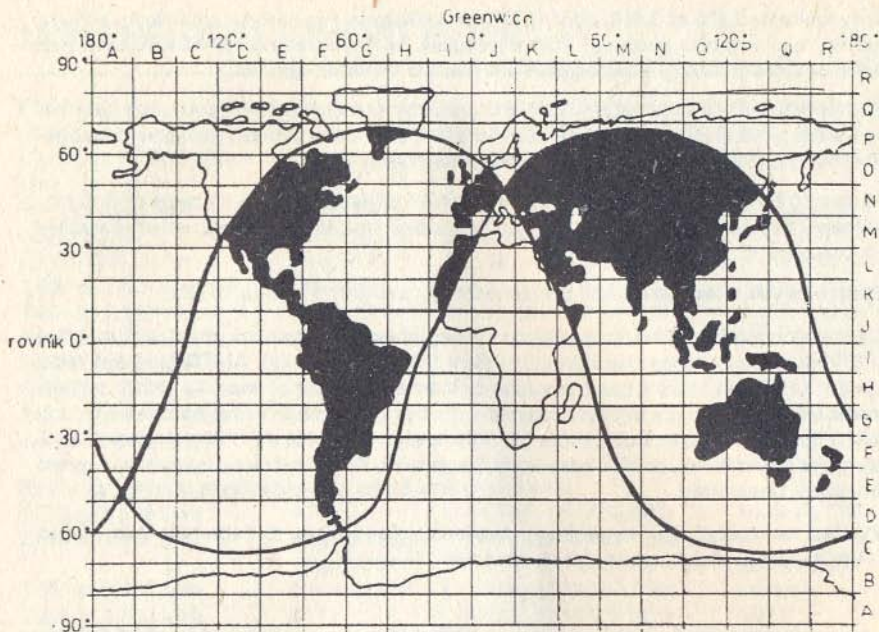 Greenwich
180° A B C 120° D E F 60° G H I 0° J K L 60° M N O 120° P Q R 180°
90°
R
Q
P
60°
O
N
M
30°
L
K
J
rovník 0°
I
H
G
30°
F
E
D
60°
C
B
A
90°